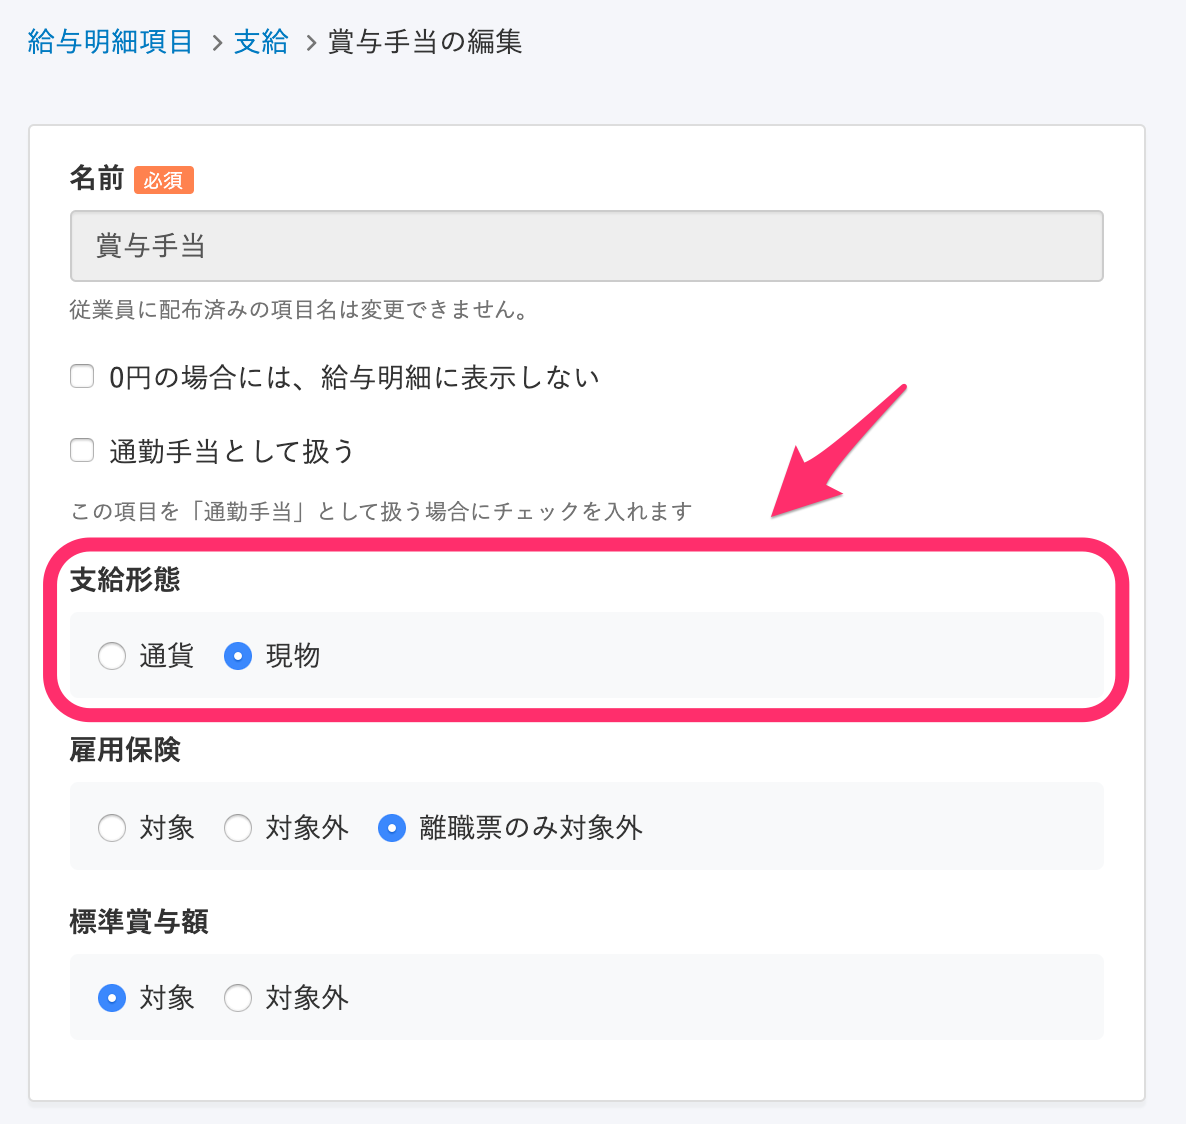 給与明細項目 > 支給 > 賞与手当の編集
名前 必須
賞与手当
従業員に配布済みの項目名は変更できません。
0円の場合には、給与明細に表示しない
通勤手当として扱う
この項目を「通勤手当」として扱う場合にチェックを入れます
支給形態
通貨 現物
雇用保険
対象 対象外 離職票のみ対象外
標準賞与額
対象 対象外